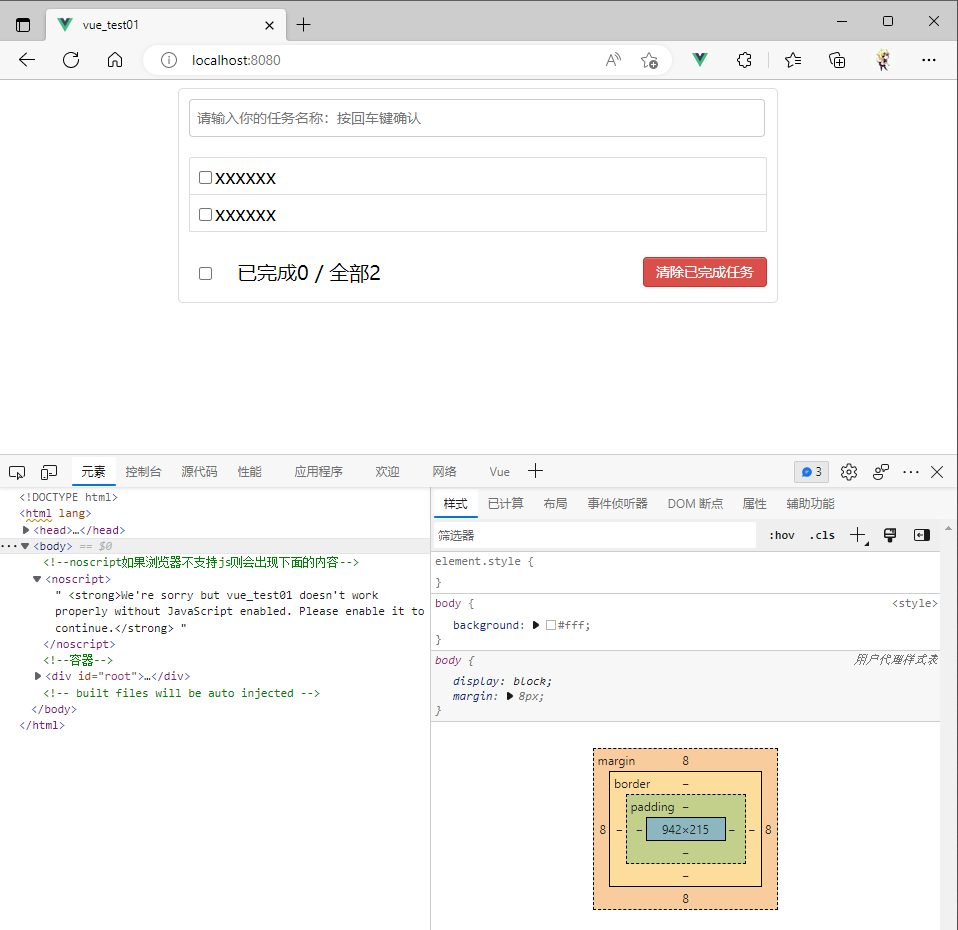 vue_test01
localhost:8080
请输入你的任务名称：按回车键确认
xxxxxx
xxxxxx
已完成0 / 全部2
清除已完成任务
元素 控制台 源代码 性能 应用程序 欢迎 网络 Vue 3
<!DOCTYPE html>
<html lang>
<head>…</head>
<body> == $0
<!--noscript如果浏览器不支持js则会出现下面的内容-->
<noscript>
" <strong>We're sorry but vue_test01 doesn't work
properly without JavaScript enabled. Please enable it to
continue.</strong> "
</noscript>
<!--容器-->
<div id="root">…</div>
<!-- built files will be auto injected -->
</body>
</html>
样式 已计算 布局 事件侦听器 DOM 断点 属性 辅助功能
筛选器 :hov .cls
element.style {
}
body { <style>
background: #fff;
}
body { 用户代理样式表
display: block;
margin: 8px;
}
margin 8
border –
padding –
8 – – 942×215 – – 8
–
–
8